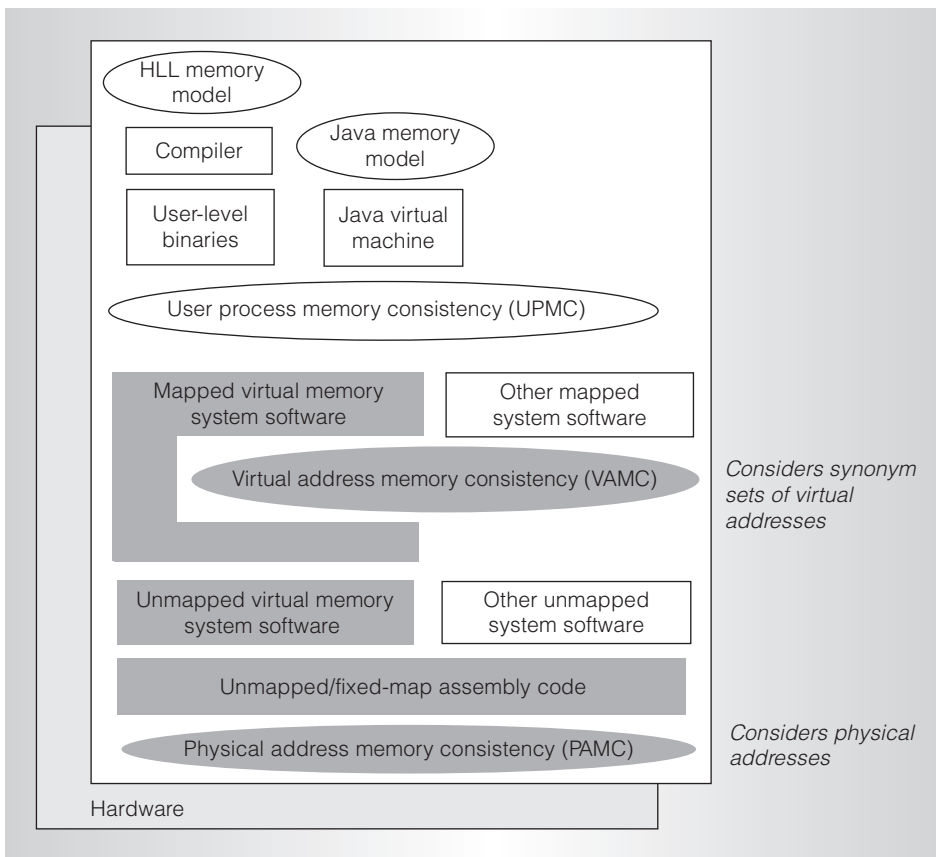 HLL memory
model
Compiler
Java memory
model
User-level
binaries
Java virtual
machine
User process memory consistency (UPMC)
Mapped virtual memory
system software
Other mapped
system software
Virtual address memory consistency (VAMC)
Considers synonym
sets of virtual
addresses
Unmapped virtual memory
system software
Other unmapped
system software
Unmapped/fixed-map assembly code
Physical address memory consistency (PAMC)
Considers physical
addresses
Hardware